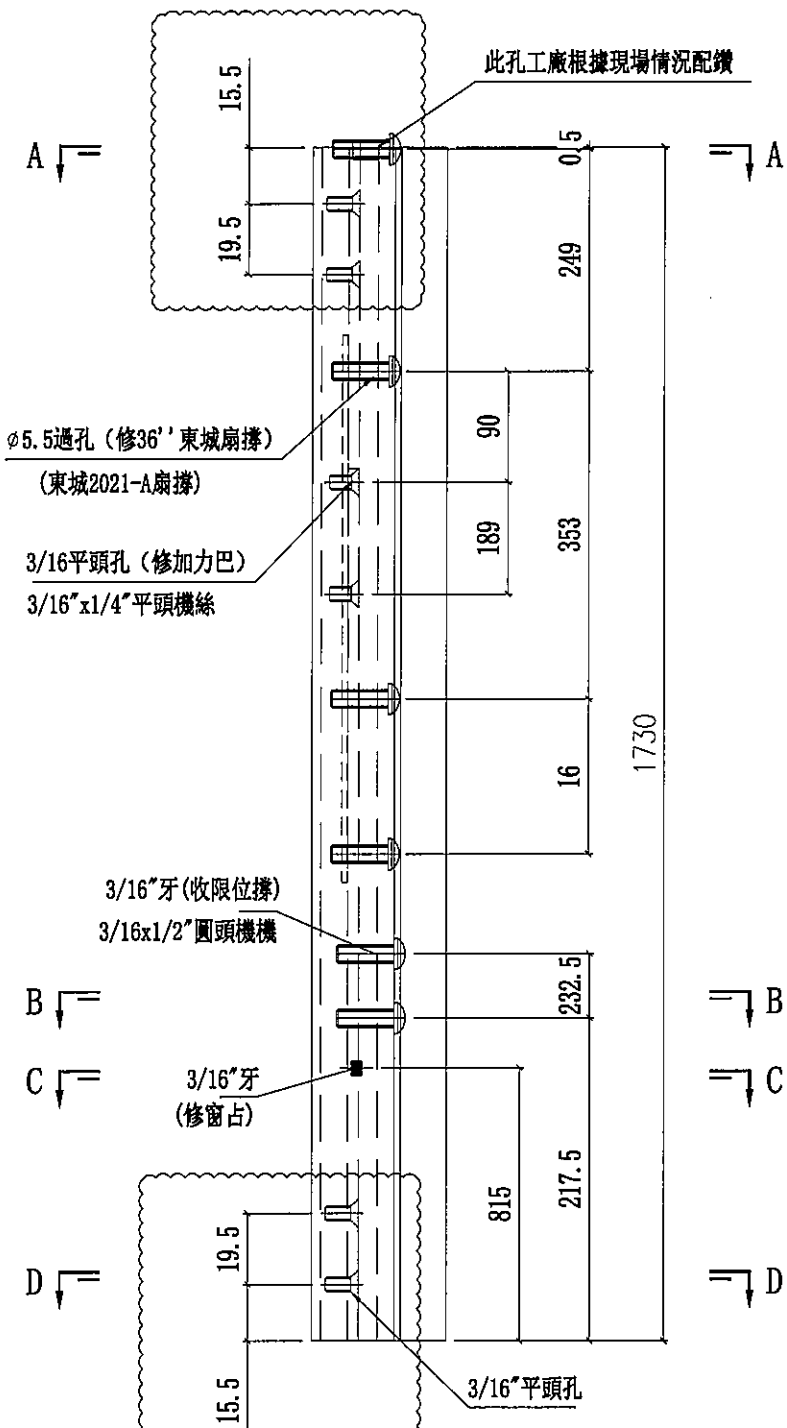 此孔工廠根據現場情況配鑽
15.5
A
A
0.5
19.5
249
ø5.5過孔（修36''東城扇撐）
(東城2021-A扇撐)
90
353
3/16平頭孔（修加力巴）
3/16"x1/4"平頭機絲
189
1730
16
3/16"牙(收限位撐)
3/16x1/2"圓頭機機
232.5
B
B
C
C
3/16"牙
(修窗占)
815
217.5
19.5
D
D
3/16"平頭孔
15.5